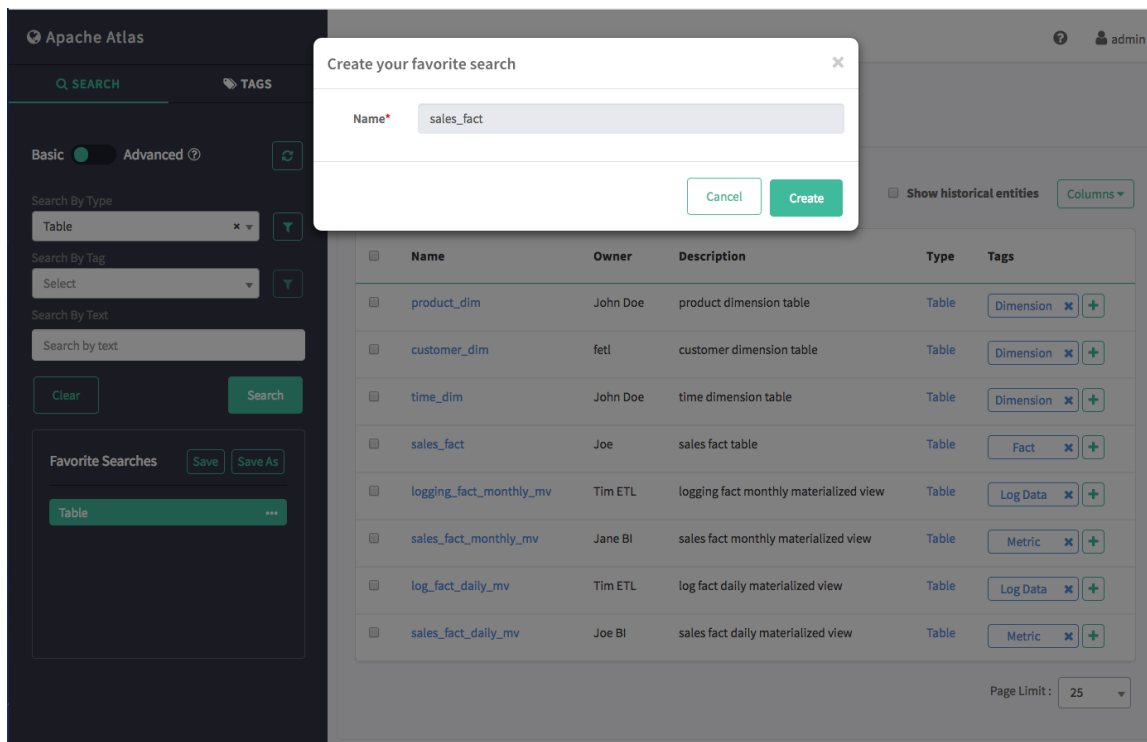 Apache Atlas
admin
SEARCH
TAGS
Create your favorite search
Name*
sales_fact
Cancel
Create
Basic
Advanced
Search By Type
Table
Search By Tag
Select
Search By Text
Search by text
Clear
Search
Favorite Searches
Save
Save As
Table
Show historical entities
Columns
Name Owner Description Type Tags
product_dim John Doe product dimension table Table Dimension
customer_dim fetl customer dimension table Table Dimension
time_dim John Doe time dimension table Table Dimension
sales_fact Joe sales fact table Table Fact
logging_fact_monthly_mv Tim ETL logging fact monthly materialized view Table Log Data
sales_fact_monthly_mv Jane BI sales fact monthly materialized view Table Metric
log_fact_daily_mv Tim ETL log fact daily materialized view Table Log Data
sales_fact_daily_mv Joe BI sales fact daily materialized view Table Metric
Page Limit : 25